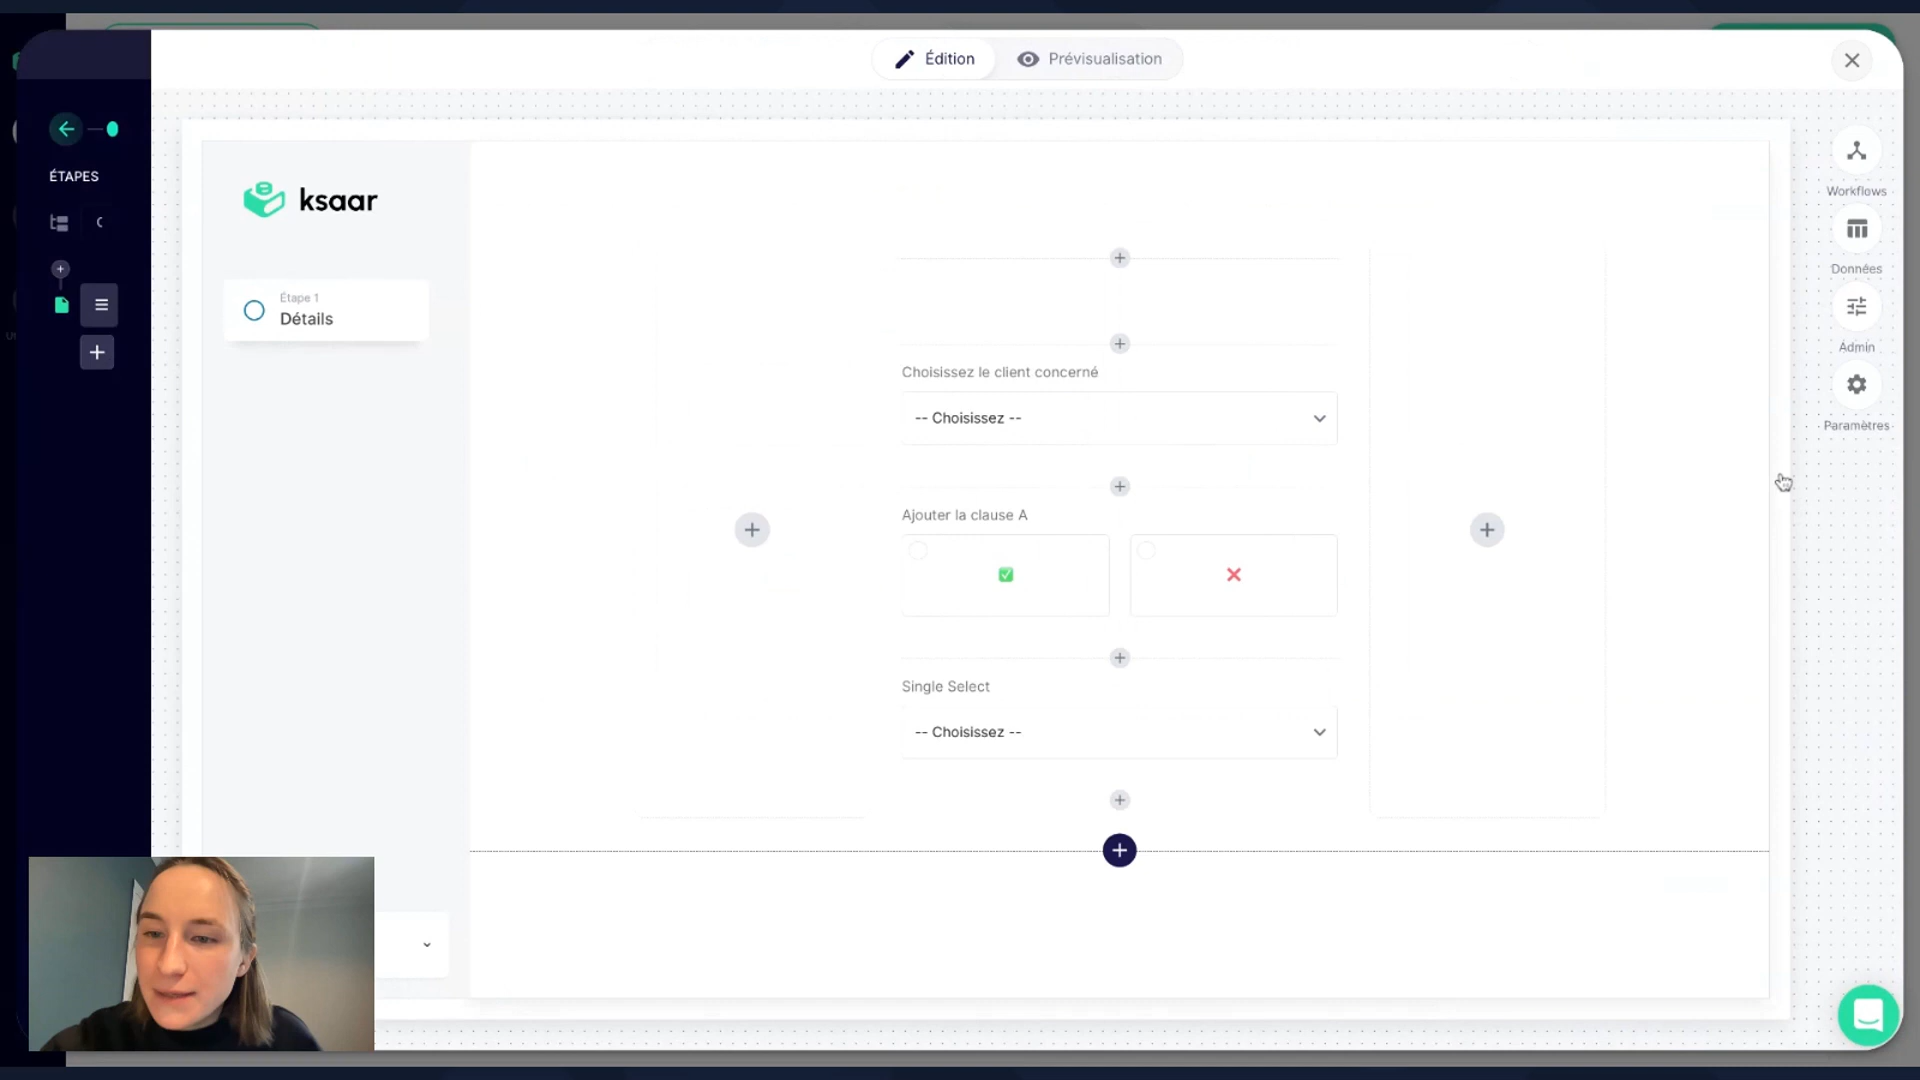 Édition
Prévisualisation
ÉTAPES
ksaar
Étape 1
Détails
Choisissez le client concerné
-- Choisissez --
Ajouter la clause A
Single Select
-- Choisissez --
Workflows
Données
Admin
Paramètres